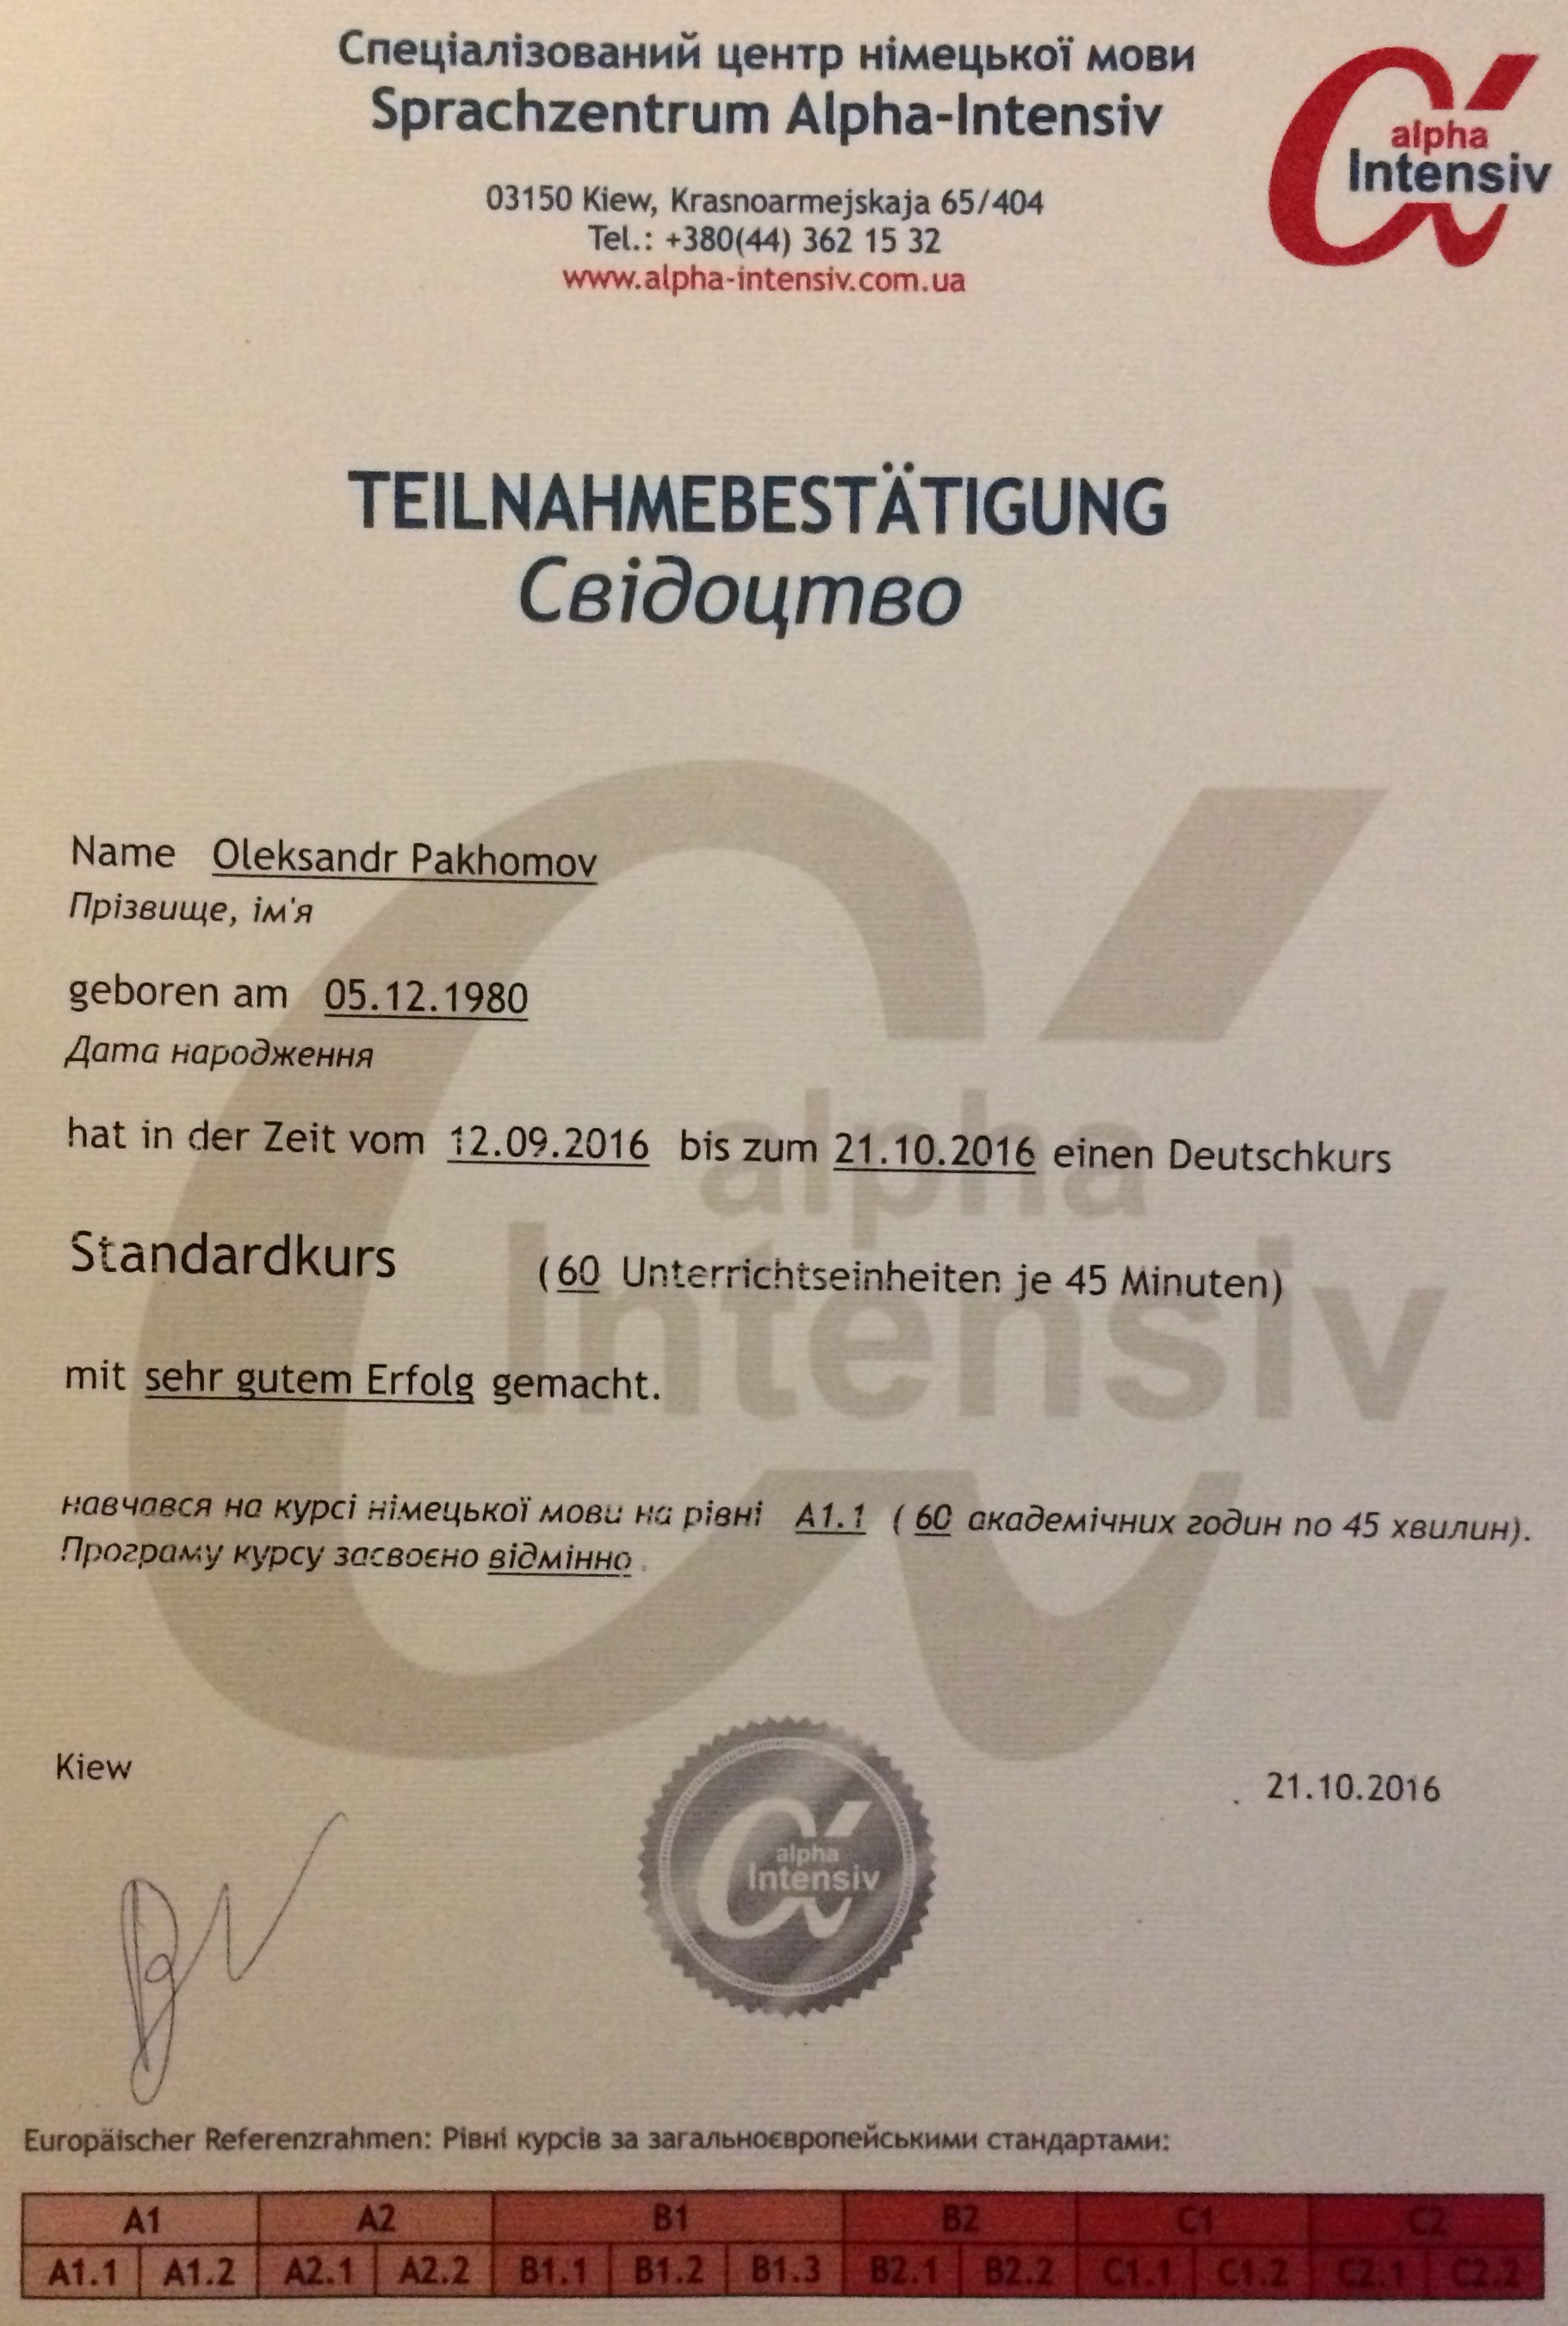 Спеціалізований центр німецької мови
Sprachzentrum Alpha-Intensiv
alpha
Intensiv
03150 Kiew, Krasnoarmejskaja 65/404
Tel.: +380(44) 362 15 32
www.alpha-intensiv.com.ua
TEILNAHMEBESTÄTIGUNG
Свідоцтво
Name Oleksandr Pakhomov
Прізвище, ім'я
geboren am 05.12.1980
Дата народження
hat in der Zeit vom 12.09.2016 bis zum 21.10.2016 einen Deutschkurs
Standardkurs (60 Unterrichtseinheiten je 45 Minuten)
mit sehr gutem Erfolg gemacht.
alpha
Intensiv
навчався на курсі німецької мови на рівні A1.1 ( 60 академічних годин по 45 хвилин).
Програму курсу засвоєно відмінно .
Kiew
21.10.2016
alpha
Intensiv
Europäischer Referenzrahmen: Рівні курсів за загальноєвропейськими стандартами:
A1 A2 B1 B2 C1 C2
A1.1 A1.2 A2.1 A2.2 B1.1 B1.2 B1.3 B2.1 B2.2 C1.1 C1.2 C2.1 C2.2